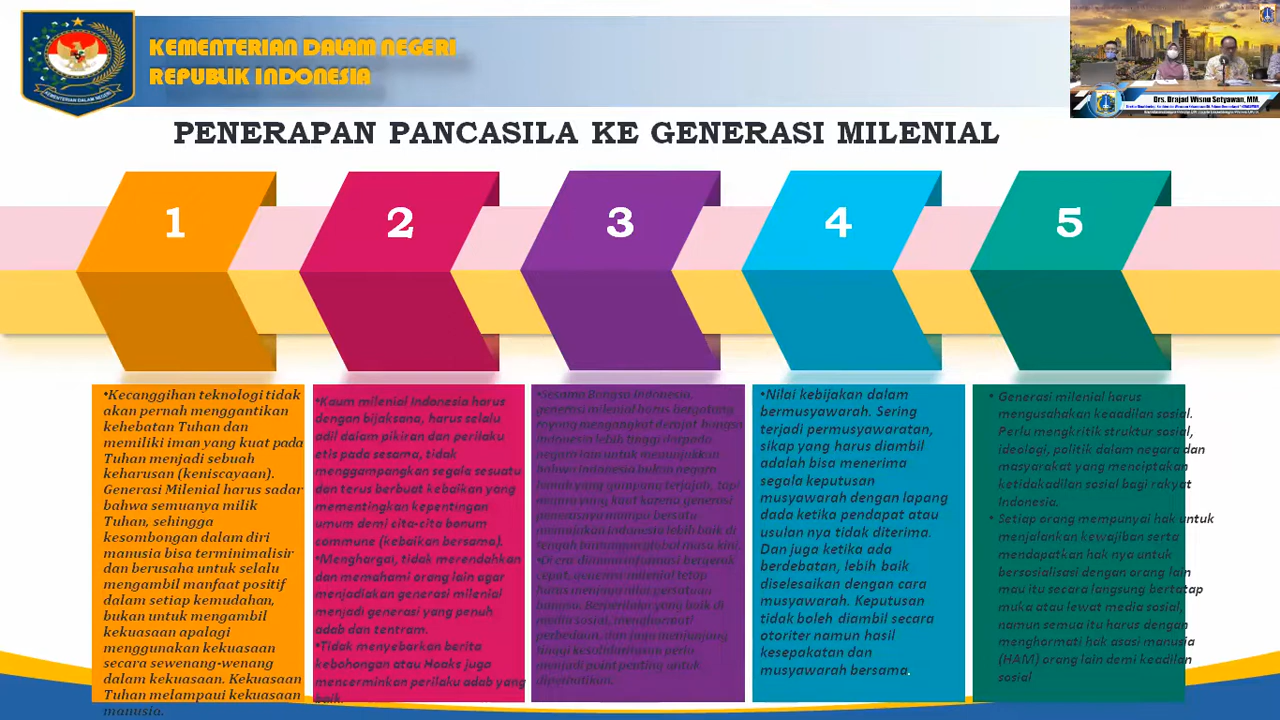 KEMENTERIAN DALAM NEGERI
REPUBLIK INDONESIA
KEMENTERIAN DALAM NEGERI
Drs. Drajad Wisnu Setyawan, MM.
PENERAPAN PANCASILA KE GENERASI MILENIAL
1
2
3
4
5
•Kecanggihan teknologi tidak
akan pernah menggantikan
kehebatan Tuhan dan
memiliki iman yang kuat pada
Tuhan menjadi sebuah
keharusan (keniscayaan).
Generasi Milenial harus sadar
bahwa semuanya milik
Tuhan, sehingga
kesombongan dalam diri
manusia bisa terminimalisir
dan berusaha untuk selalu
mengambil manfaat positif
dalam setiap kemudahan,
bukan untuk mengambil
kekuasaan apalagi
menggunakan kekuasaan
secara sewenang-wenang
dalam kekuasaan. Kekuasaan
Tuhan melampaui kekuasaan
manusia.
•Kaum milenial Indonesia harus
dengan bijaksana, harus selalu
adil dalam pikiran dan perilaku
etis pada sesama, tidak
menggampangkan segala sesuatu
dan terus berbuat kebaikan yang
mementingkan kepentingan
umum demi cita-cita bonum
commune (kebaikan bersama).
•Menghargai, tidak merendahkan
dan memahami orang lain agar
menjadiakan generasi milenial
menjadi generasi yang penuh
adab dan tentram.
•Tidak menyebarkan berita
kebohongan atau Hoaks juga
mencerminkan perilaku adab yang
baik.
•Sesama Bangsa Indonesia,
generasi milenial harus bergotong
royong mengangkat derajat bangsa
Indonesia lebih tinggi daripada
negara lain untuk menunjukkan
bahwa Indonesia bukan negara
lemah yang gampang terjajah, tapi
negara yang kuat karena generasi
penerusnya mampu bersatu
memajukan Indonesia lebih baik di
tengah tantangan global masa kini.
•Di era dimana informasi bergerak
cepat, generasi milenial tetap
harus menjaga nilai persatuan
bangsa. Berperilaku yang baik di
media sosial, menghormati
perbedaan, dan juga menjunjung
tinggi kesolidaritasan perlu
menjadi point penting untuk
diperhatikan.
•Nilai kebijakan dalam
bermusyawarah. Sering
terjadi permusyawaratan,
sikap yang harus diambil
adalah bisa menerima
segala keputusan
musyawarah dengan lapang
dada ketika pendapat atau
usulan nya tidak diterima.
Dan juga ketika ada
berdebatan, lebih baik
diselesaikan dengan cara
musyawarah. Keputusan
tidak boleh diambil secara
otoriter namun hasil
kesepakatan dan
musyawarah bersama.
• Generasi milenial harus
mengusahakan keaadilan sosial.
Perlu mengkritik struktur sosial,
ideologi, politik dalam negara dan
masyarakat yang menciptakan
ketidakadilan sosial bagi rakyat
Indonesia.
• Setiap orang mempunyai hak untuk
menjalankan kewajiban serta
mendapatkan hak nya untuk
bersosialisasi dengan orang lain
mau itu secara langsung bertatap
muka atau lewat media sosial,
namun semua itu harus dengan
menghormati hak asasi manusia
(HAM) orang lain demi keadilan
sosial